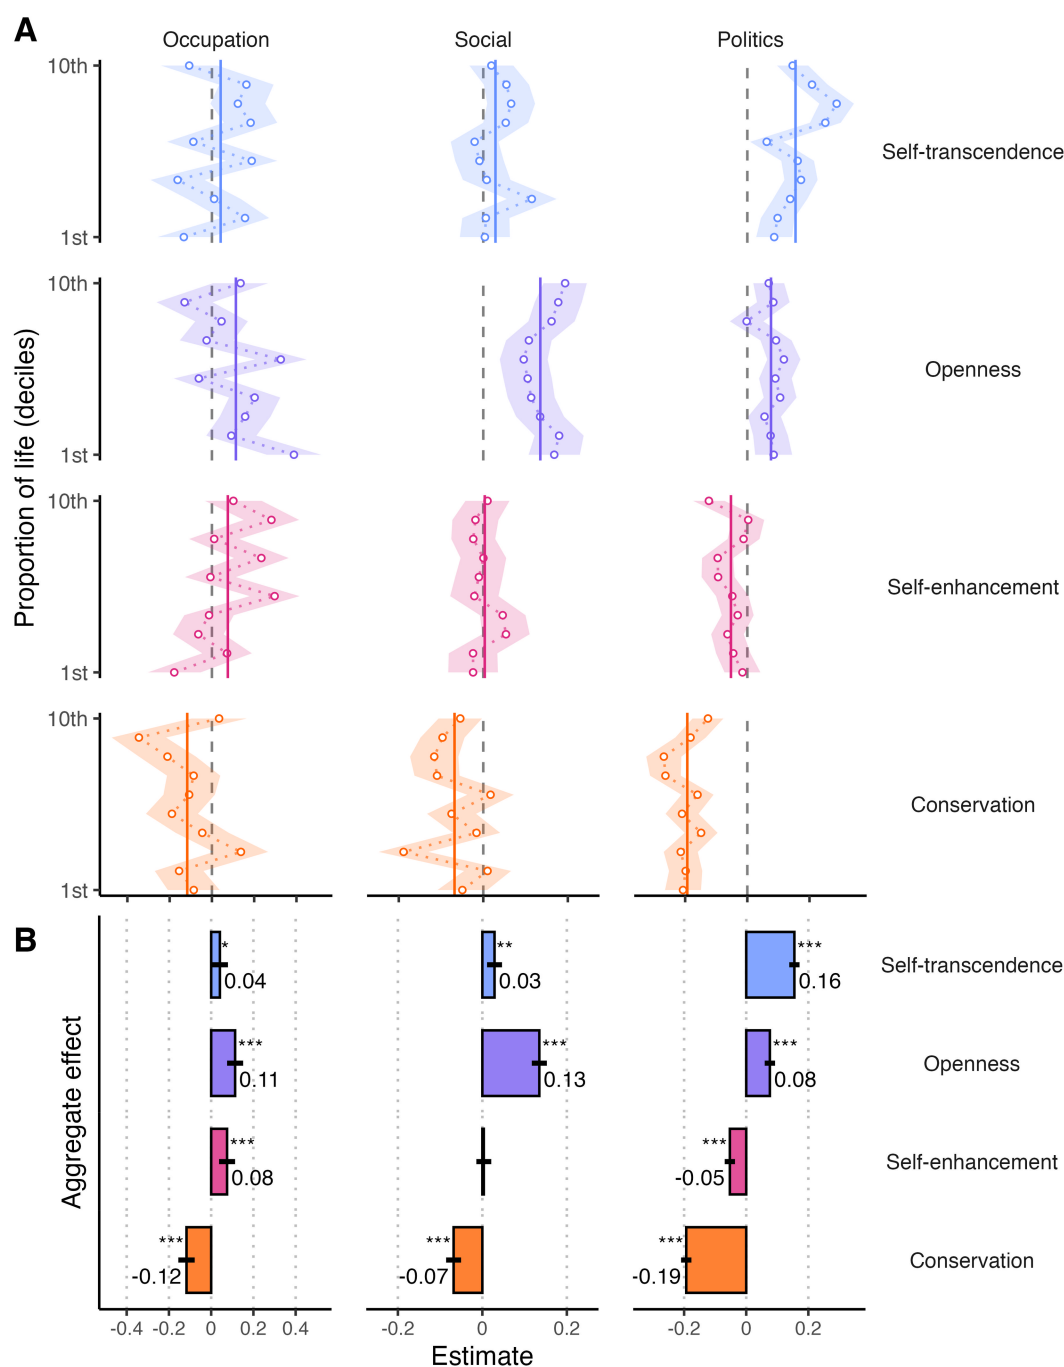 A
Occupation Social Politics
10th
1st
Self-transcendence
10th
1st
Openness
Proportion of life (deciles)
10th
1st
Self-enhancement
10th
1st
Conservation
B
* 0.04
** 0.03
*** 0.16
Self-transcendence
*** 0.11
*** 0.13
*** 0.08
Openness
Aggregate effect
*** 0.08
*** -0.05
Self-enhancement
*** -0.12
*** -0.07
*** -0.19
Conservation
-0.4 -0.2 0 0.2 0.4 -0.2 0 0.2 -0.2 0 0.2
Estimate